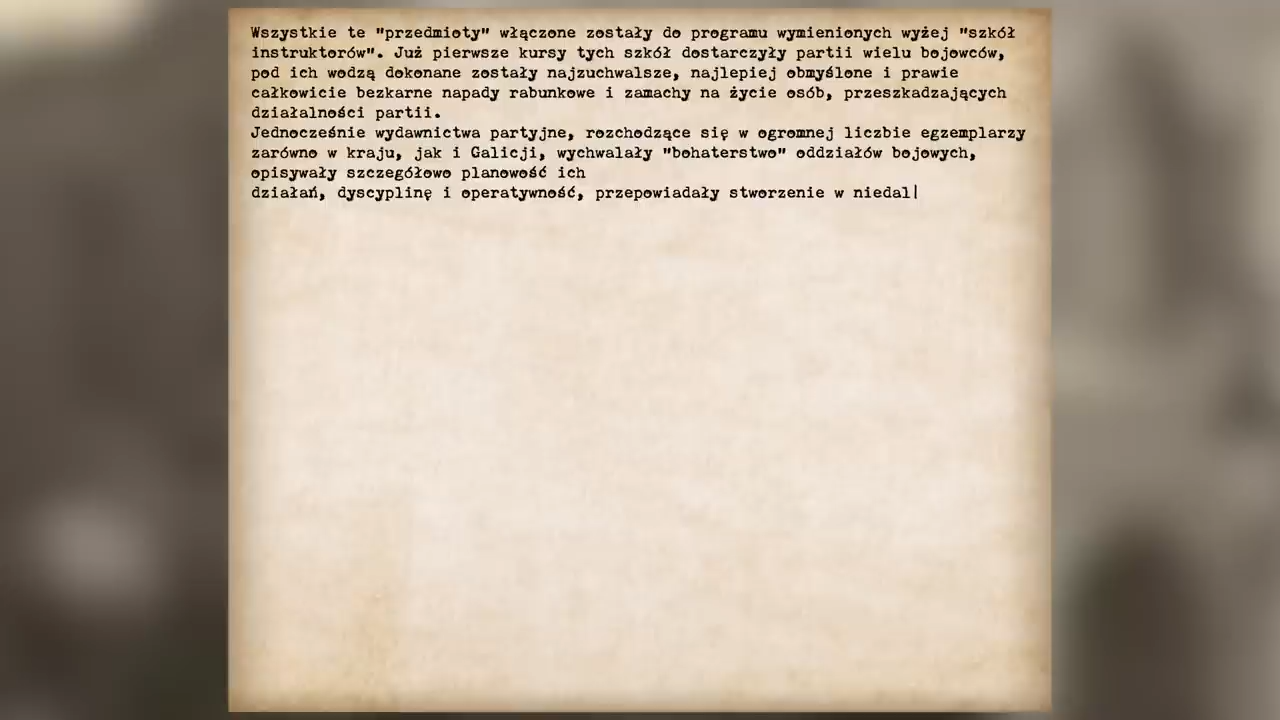 Wszystkie te "przedmioty" włączone zostały do programu wymienionych wyżej "szkół
instruktorów". Już pierwsze kursy tych szkół dostarczyły partii wielu bojowców,
pod ich wodzą dokonane zostały najzuchwalsze, najlepiej obmyślone i prawie
całkowicie bezkarne napady rabunkowe i zamachy na życie osób, przeszkadzających
działalności partii.
Jednocześnie wydawnictwa partyjne, rozchodzące się w ogromnej liczbie egzemplarzy
zarówno w kraju, jak i Galicji, wychwalały "bohaterstwo" oddziałów bojowych,
opisywały szczegółowo planowość ich
działań, dyscyplinę i operatywność, przepowiadały stworzenie w niedal|